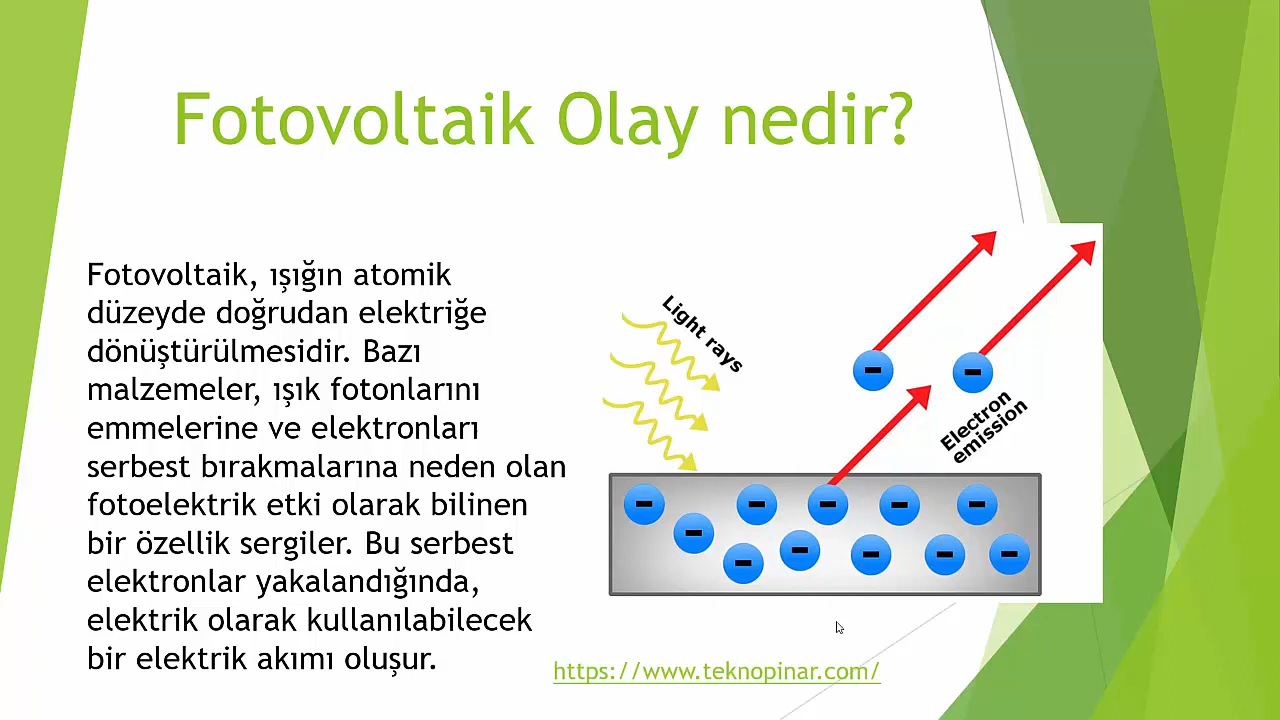 Fotovoltaik Olay nedir?
Fotovoltaik, ışığın atomik
düzeyde doğrudan elektriğe
dönüştürülmesidir. Bazı
malzemeler, ışık fotonlarını
emmelerine ve elektronları
serbest bırakmalarına neden olan
fotoelektrik etki olarak bilinen
bir özellik sergiler. Bu serbest
elektronlar yakalandığında,
elektrik olarak kullanılabilecek
bir elektrik akımı oluşur.
Light rays
Electron
emission
https://www.teknopinar.com/